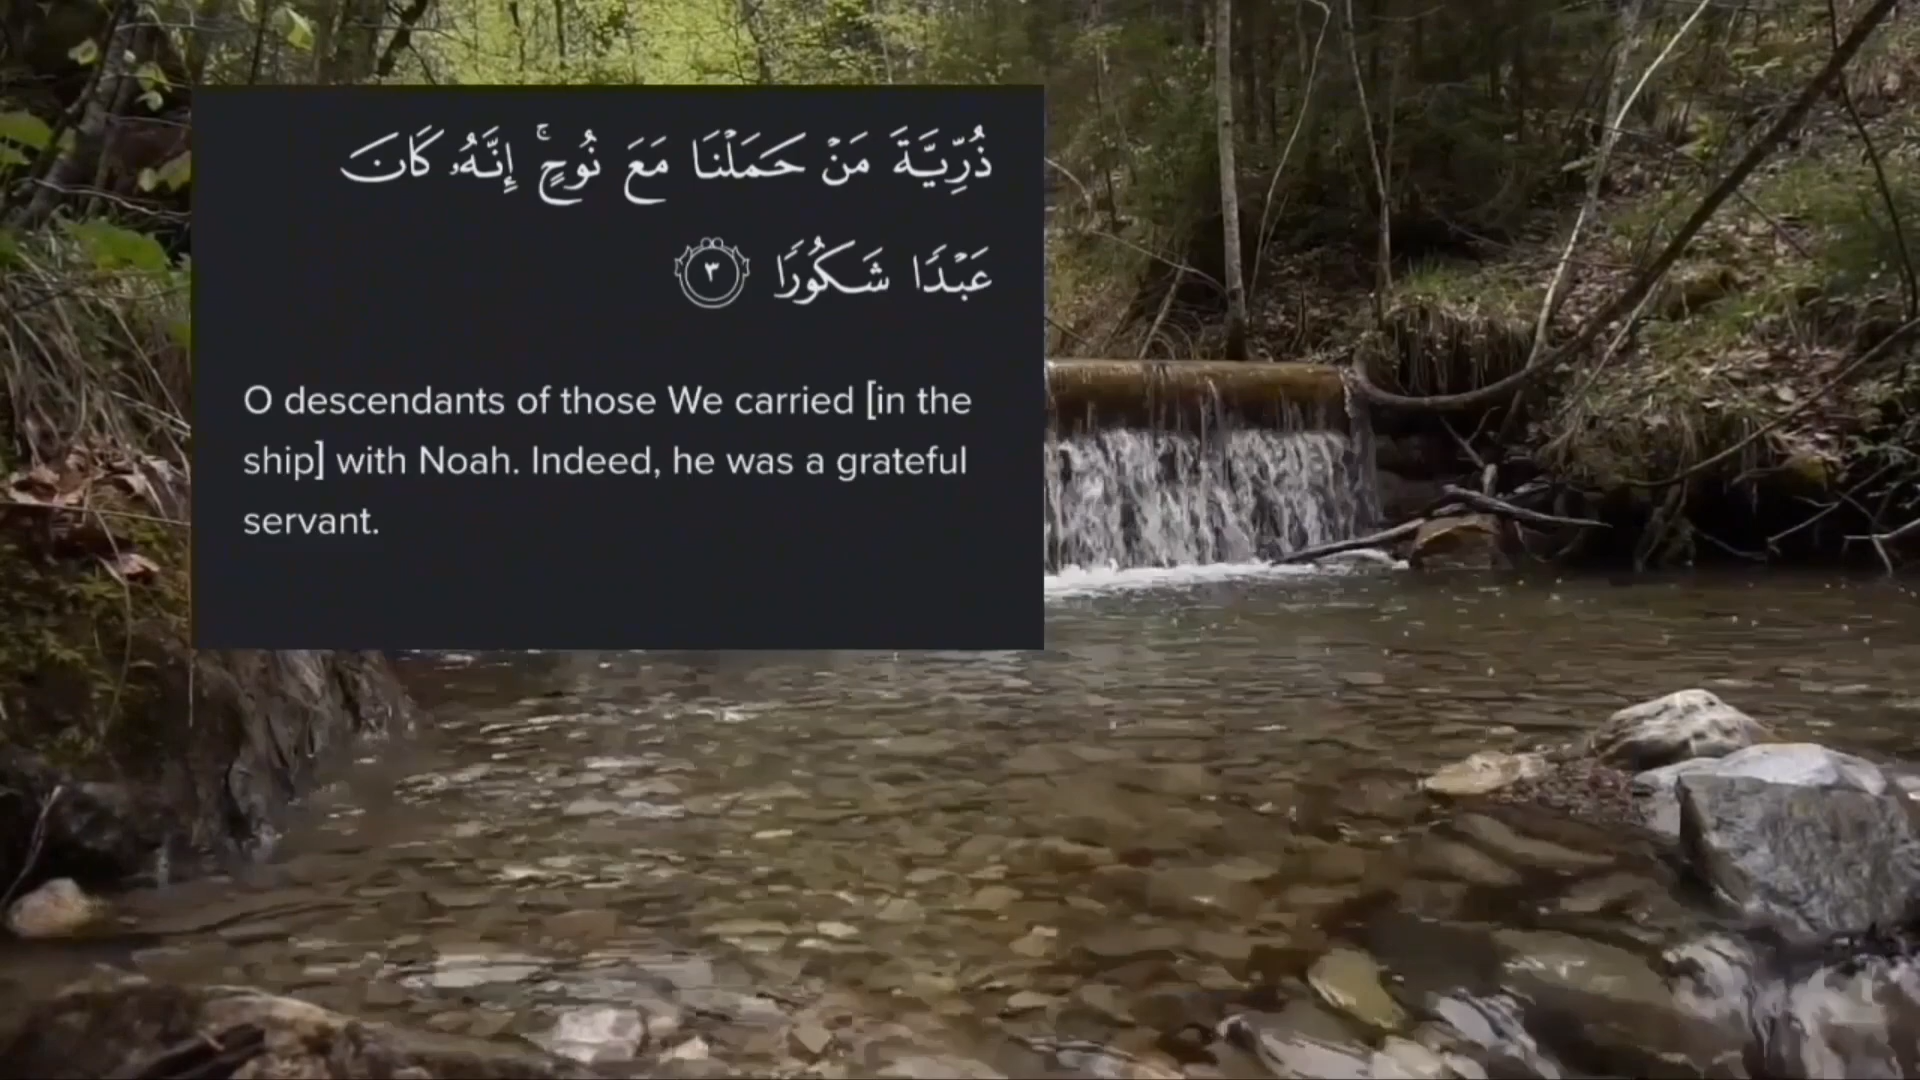 ذُرِّيَّةَ مَنْ حَمَلْنَا مَعَ نُوحٍ ۚ إِنَّهُۥ كَانَ
عَبْدًا شَكُورًا ٣
O descendants of those We carried [in the
ship] with Noah. Indeed, he was a grateful
servant.